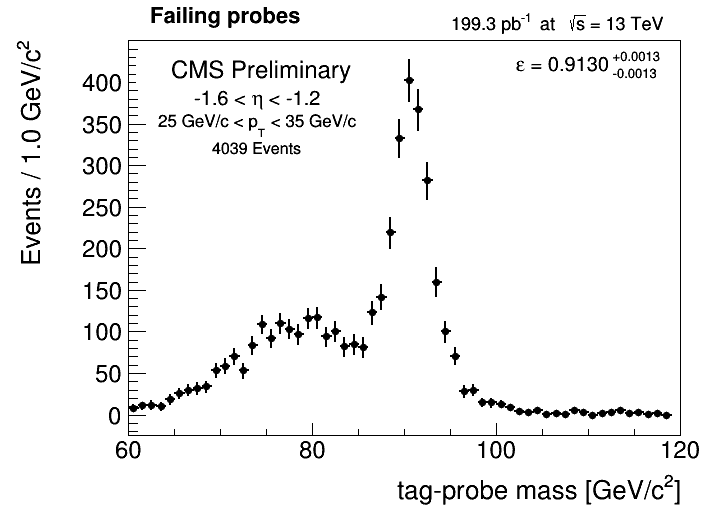 Failing probes
199.3 pb⁻¹ at √s = 13 TeV
CMS Preliminary
-1.6 < η < -1.2
25 GeV/c < p_T < 35 GeV/c
4039 Events
ε = 0.9130 +0.0013 -0.0013
Events / 1.0 GeV/c²
400
350
300
250
200
150
100
50
0
60 80 100 120
tag-probe mass [GeV/c²]